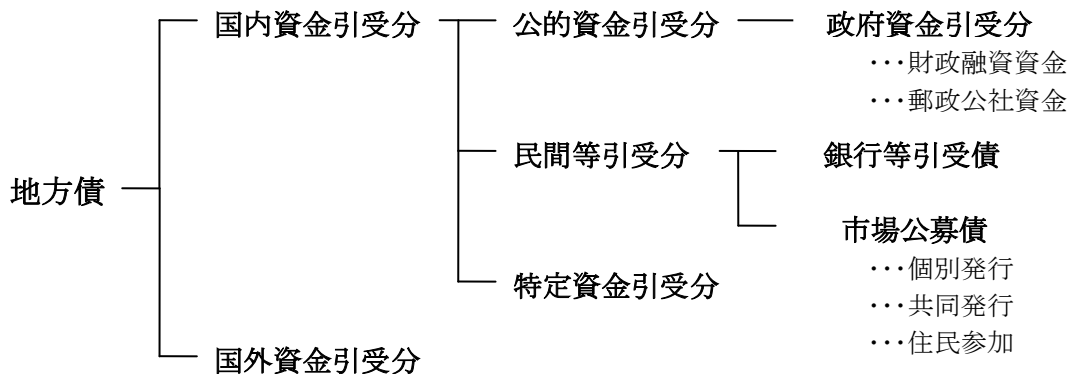 国内資金引受分
公的資金引受分
政府資金引受分
･･･財政融資資金
･･･郵政公社資金
民間等引受分
銀行等引受債
地方債
市場公募債
･･･個別発行
特定資金引受分
･･･共同発行
･･･住民参加
国外資金引受分